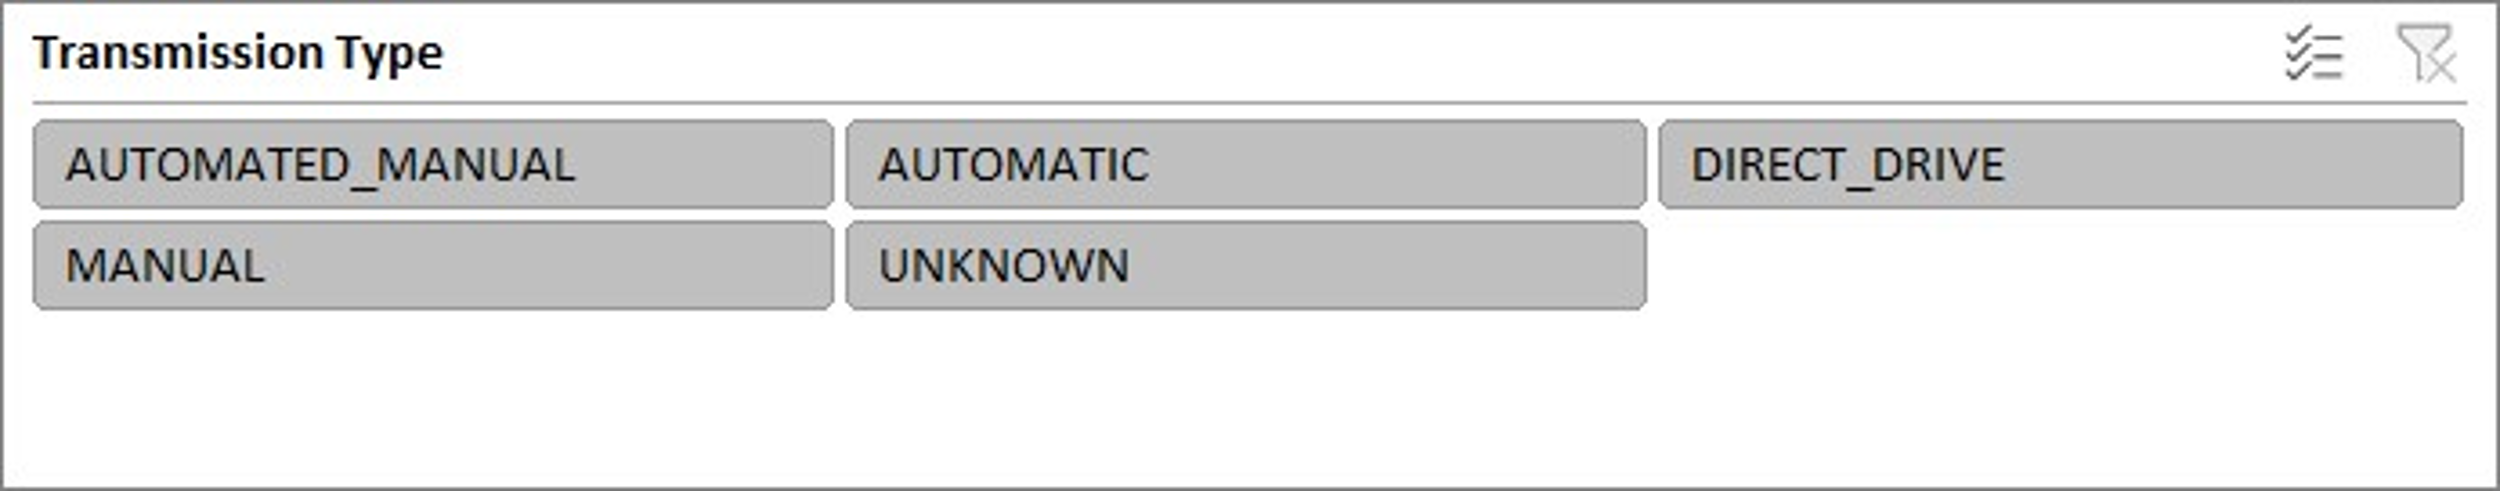 Transmission Type
AUTOMATED_MANUAL AUTOMATIC DIRECT_DRIVE
MANUAL UNKNOWN